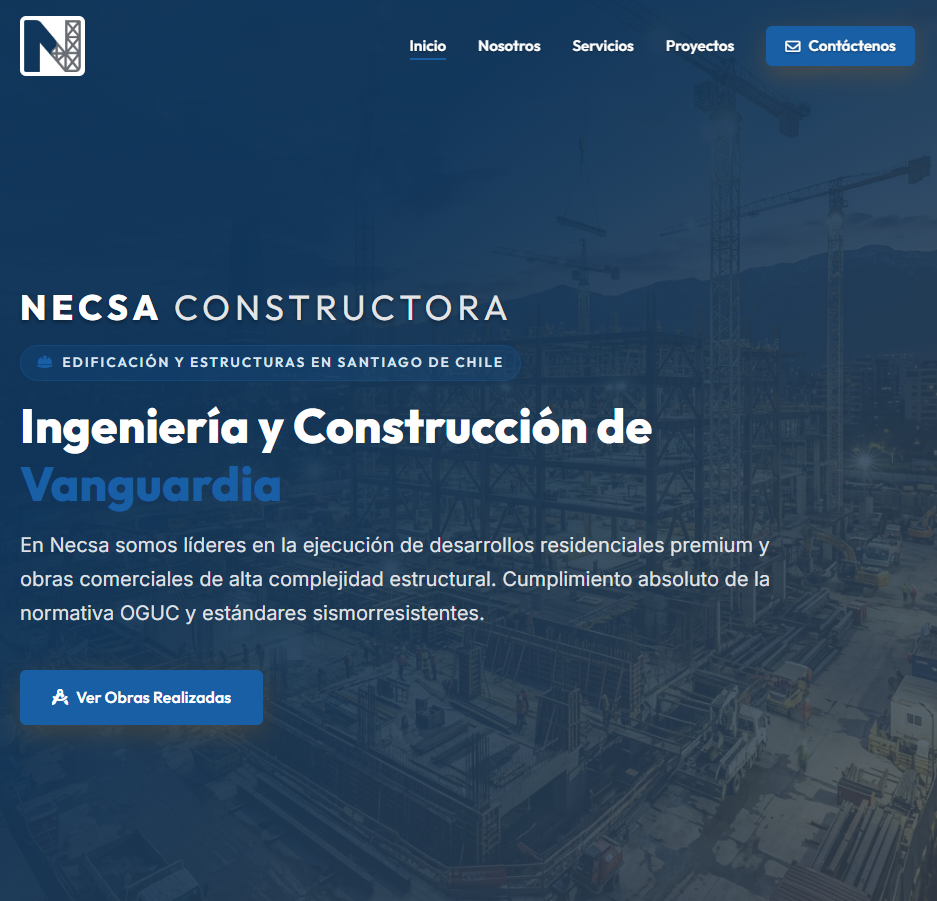 N
Inicio Nosotros Servicios Proyectos Contáctenos
NECSA CONSTRUCTORA
EDIFICACIÓN Y ESTRUCTURAS EN SANTIAGO DE CHILE
Ingeniería y Construcción de
Vanguardia
En Necsa somos líderes en la ejecución de desarrollos residenciales premium y
obras comerciales de alta complejidad estructural. Cumplimiento absoluto de la
normativa OGUC y estándares sismorresistentes.
Ver Obras Realizadas